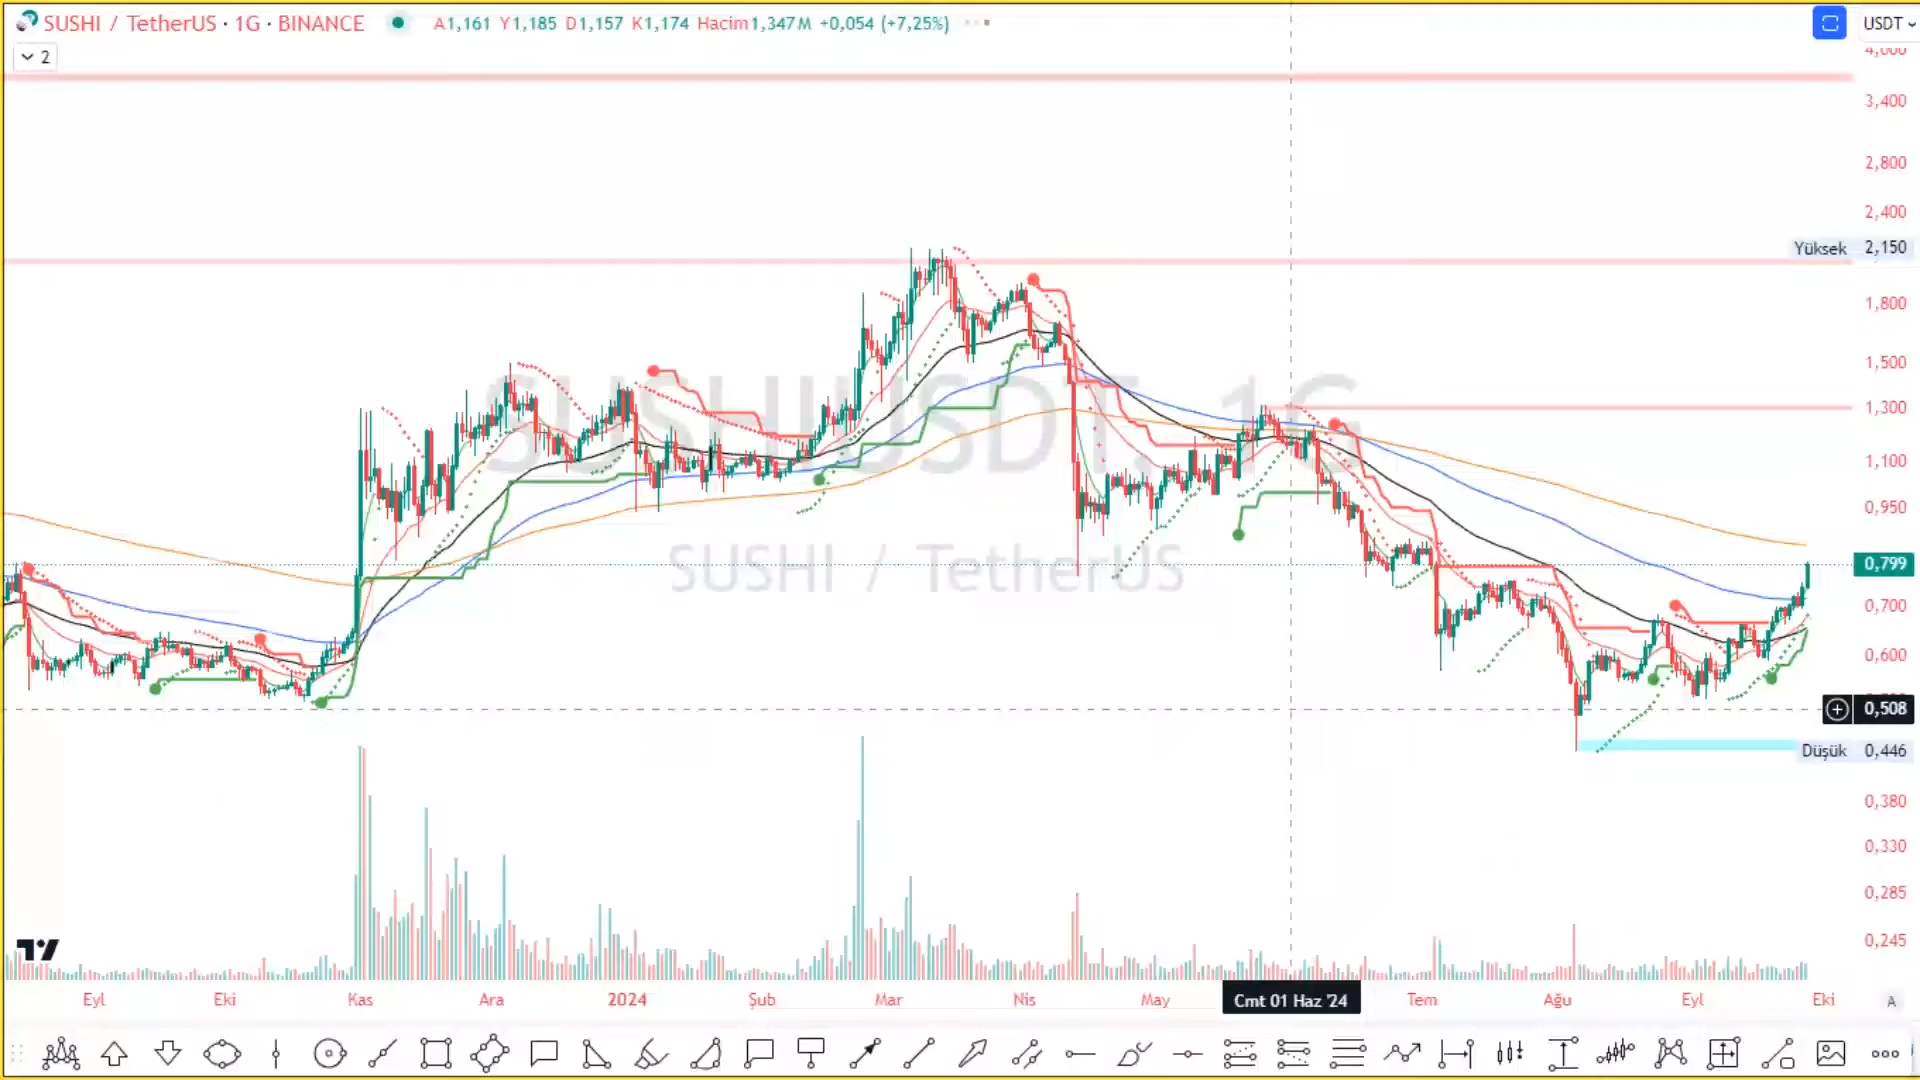 SUSHI / TetherUS · 1G · BINANCE A1,161 Y1,185 D1,157 K1,174 Hacim1,347M +0,054 (+7,25%)
USDT
2
4,000
3,400
2,800
2,400
Yüksek 2,150
1,800
1,500
1,300
1,100
0,950
0,799
0,700
0,600
0,508
Düşük 0,446
0,380
0,330
0,285
0,245
SUSHIUSDT, 1G
SUSHI / TetherUS
Eyl Eki Kas Ara 2024 Şub Mar Nis May Cmt 01 Haz '24 Tem Ağu Eyl Eki A